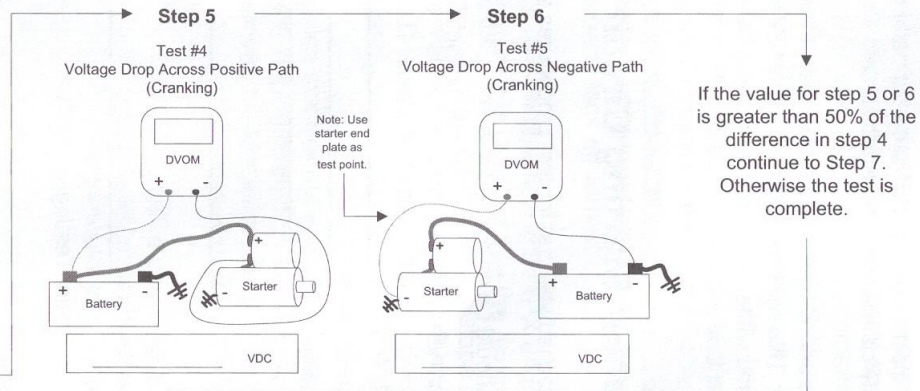 Step 5
Test #4
Voltage Drop Across Positive Path
(Cranking)
DVOM
+ -
+
Starter
-
+ -
Battery
VDC
Step 6
Test #5
Voltage Drop Across Negative Path
(Cranking)
Note: Use
starter end
plate as
test point.
DVOM
+ -
+
Starter
-
+ -
Battery
VDC
If the value for step 5 or 6
is greater than 50% of the
difference in step 4
continue to Step 7.
Otherwise the test is
complete.